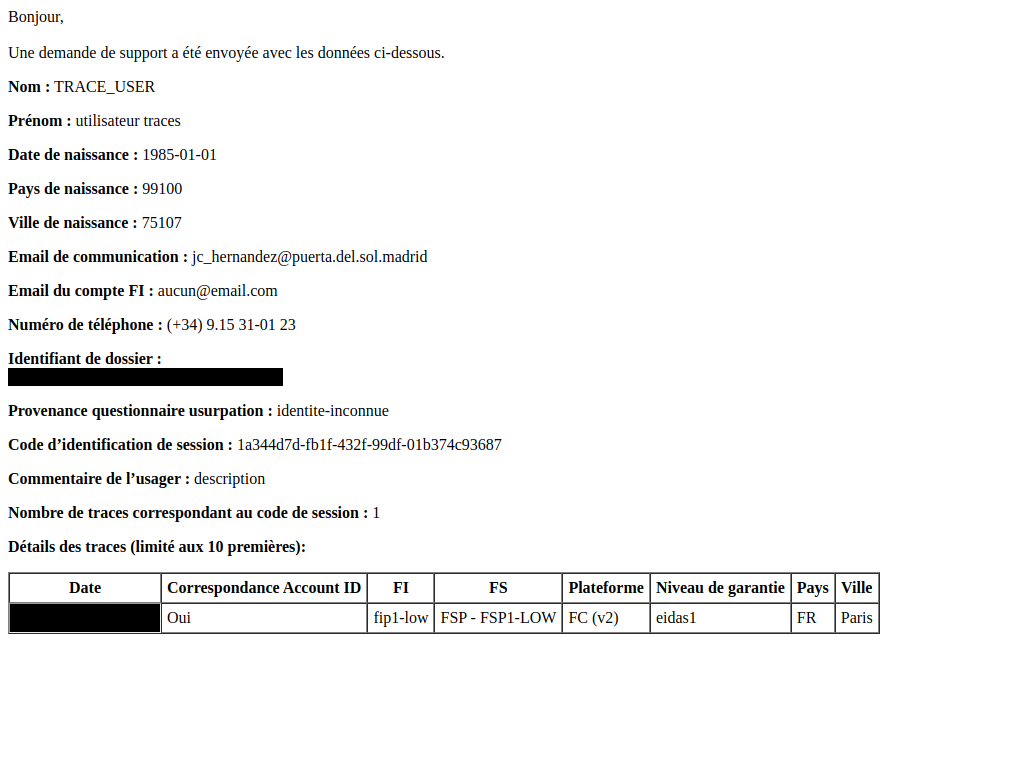 Bonjour,
Une demande de support a été envoyée avec les données ci-dessous.
Nom : TRACE_USER
Prénom : utilisateur traces
Date de naissance : 1985-01-01
Pays de naissance : 99100
Ville de naissance : 75107
Email de communication : jc_hernandez@puerta.del.sol.madrid
Email du compte FI : aucun@email.com
Numéro de téléphone : (+34) 9.15 31-01 23
Identifiant de dossier :
Provenance questionnaire usurpation : identite-inconnue
Code d’identification de session : 1a344d7d-fb1f-432f-99df-01b374c93687
Commentaire de l’usager : description
Nombre de traces correspondant au code de session : 1
Détails des traces (limité aux 10 premières):
Date Correspondance Account ID FI FS Plateforme Niveau de garantie Pays Ville
Oui fip1-low FSP - FSP1-LOW FC (v2) eidas1 FR Paris